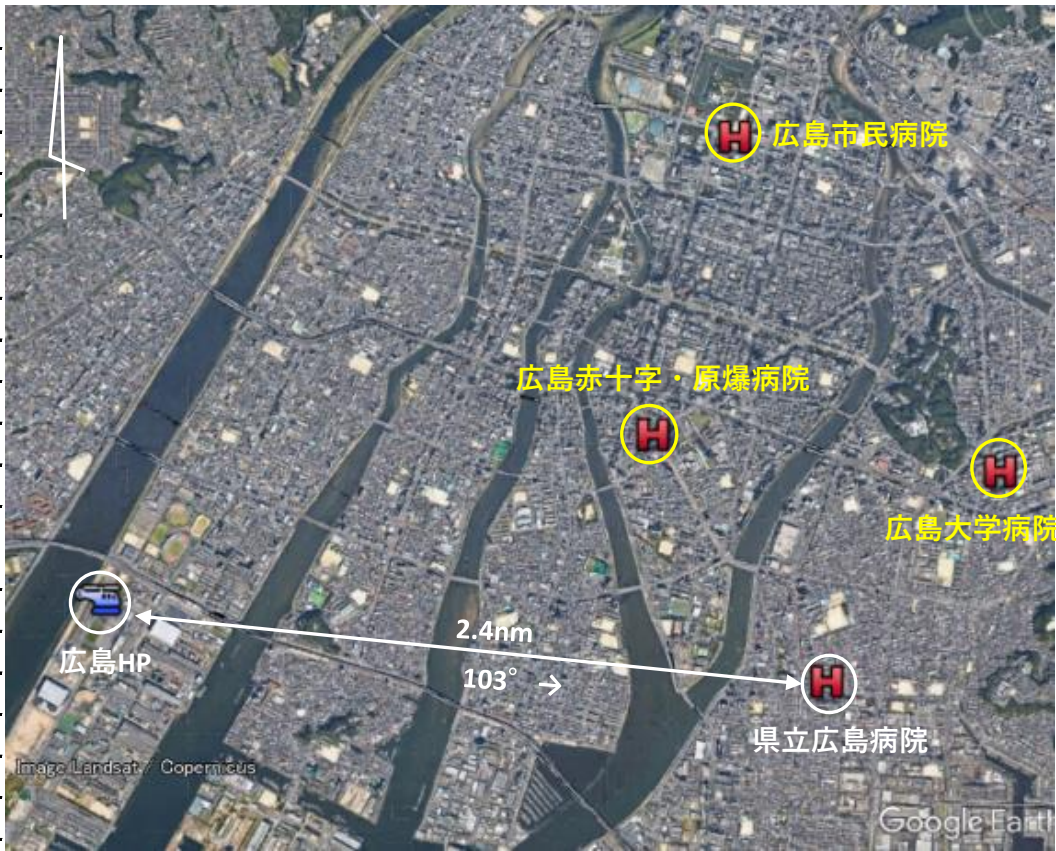 広島市民病院
広島赤十字・原爆病院
広島大学病院
2.4nm
広島HP
103° →
県立広島病院
Image Landsat / Copernicus
Google Earth